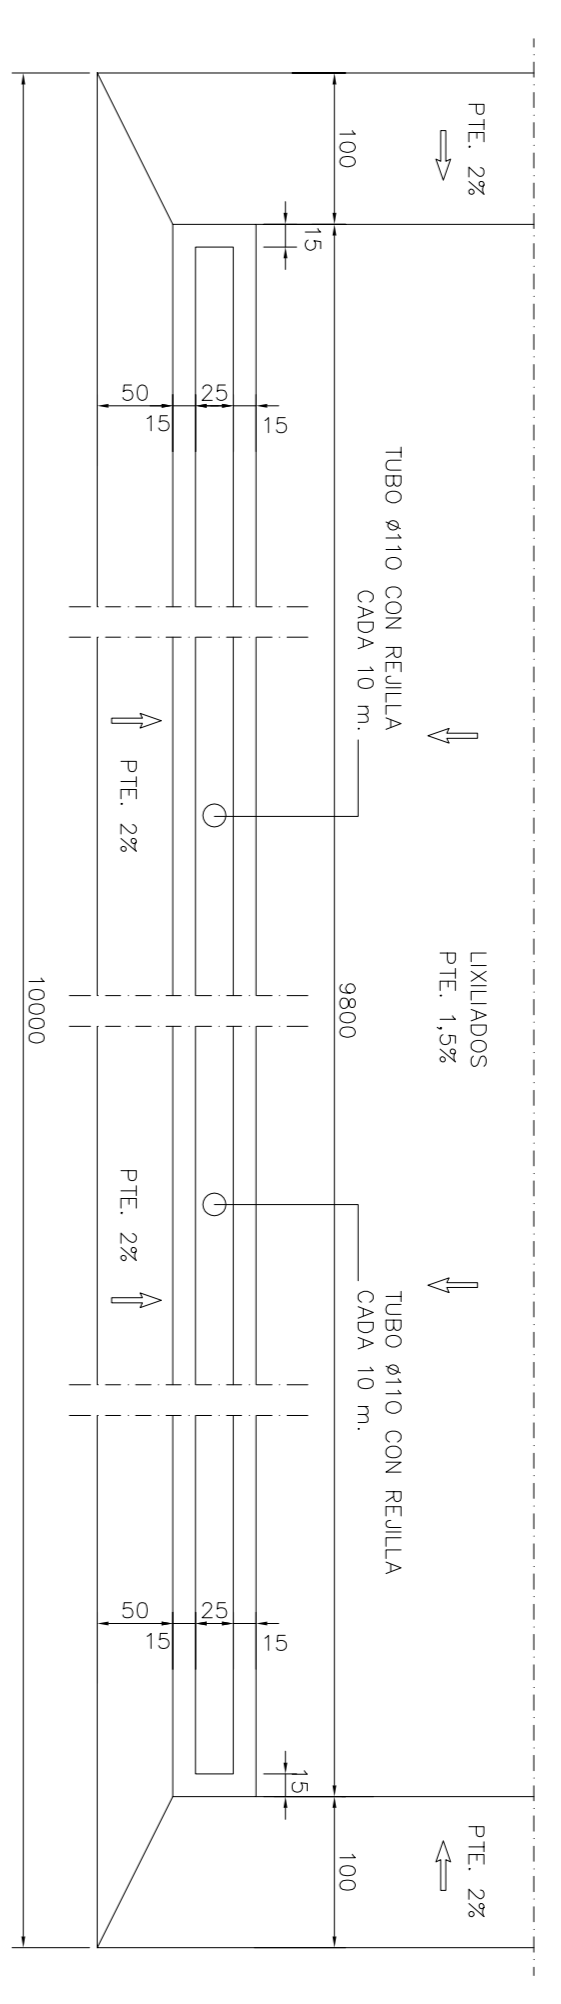 PTE. 2%
100
15
50
25
15
15
TUBO Ø110 CON REJILLA
CADA 10 m.
PTE. 2%
LIXILIADOS
PTE. 1,5%
9800
10000
PTE. 2%
TUBO Ø110 CON REJILLA
CADA 10 m.
50
25
15
15
15
100
PTE. 2%